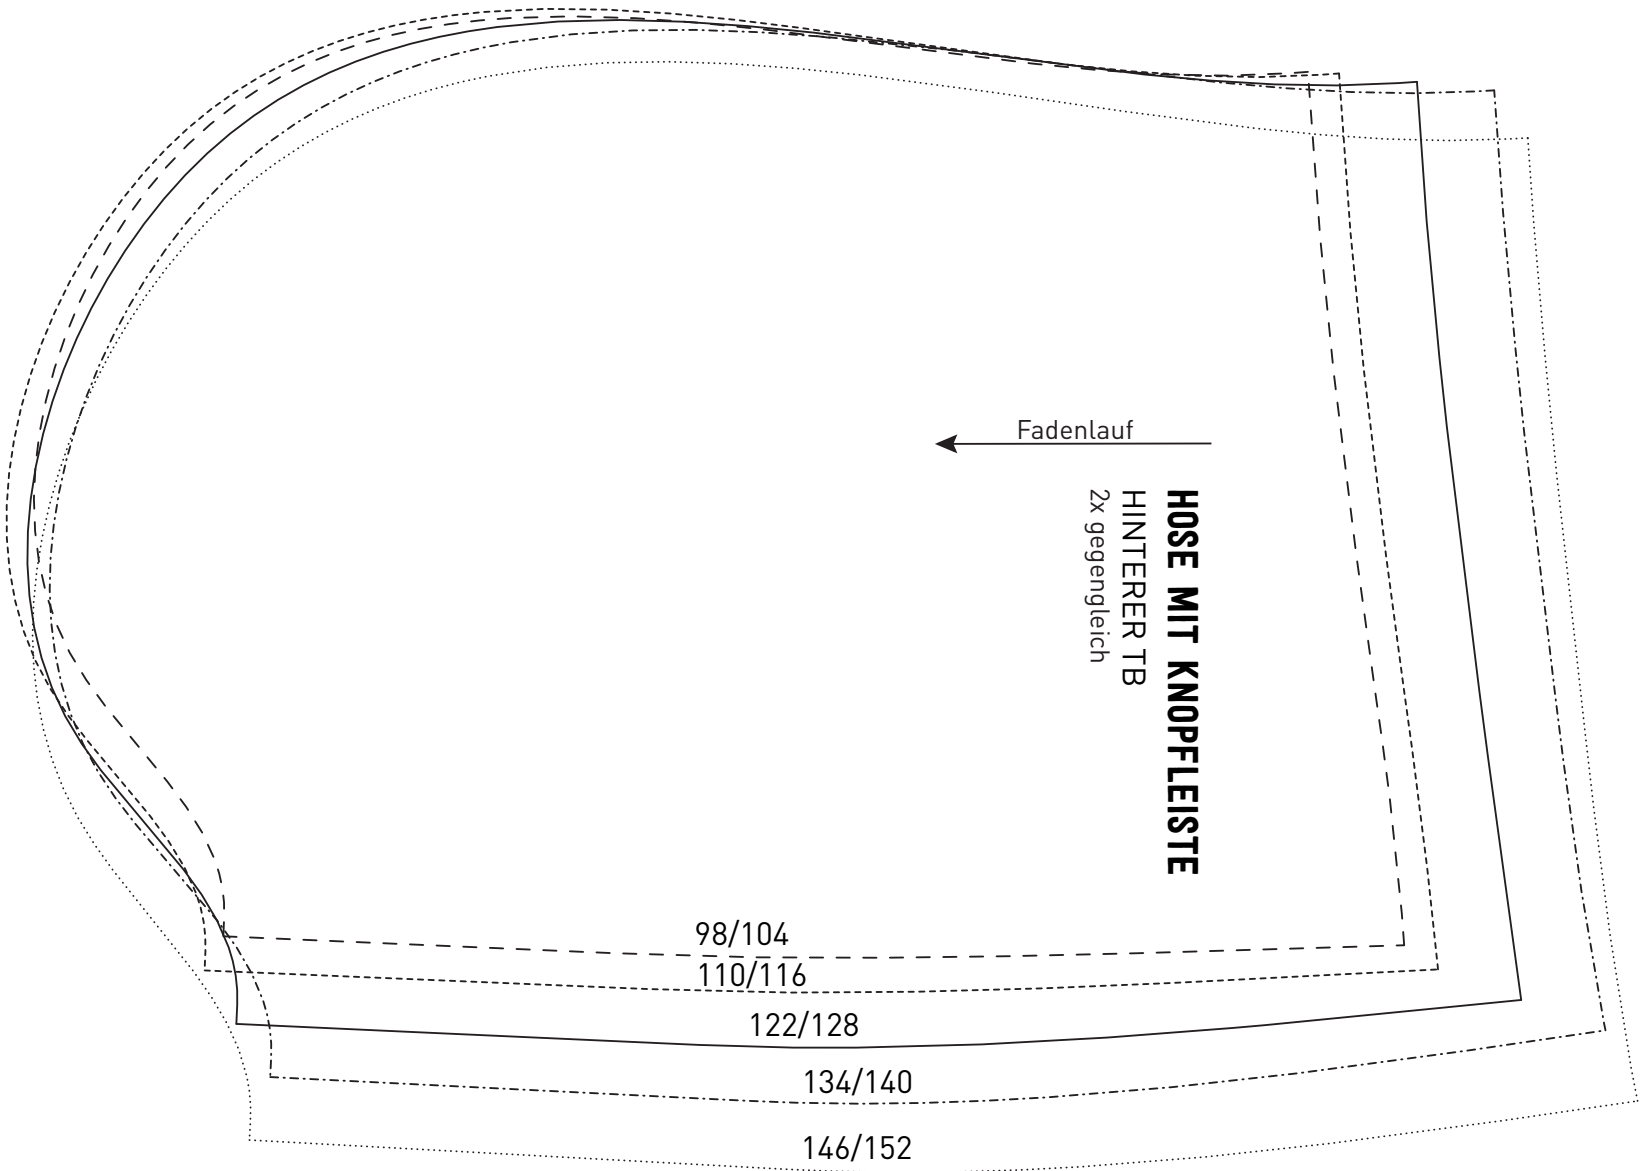 Fadenlauf
HOSE MIT KNOPFLEISTE
HINTERER TB
2x gegengleich
98/104
110/116
122/128
134/140
146/152